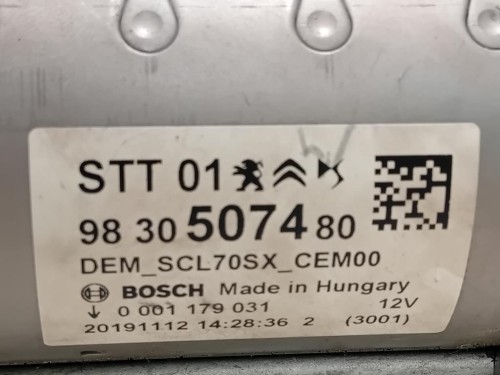 STT 01
98 30 5074 80
DEM_SCL70SX_CEM00
BOSCH Made in Hungary
0 001 179 031 12V
20191112 14:28:36 2 (3001)